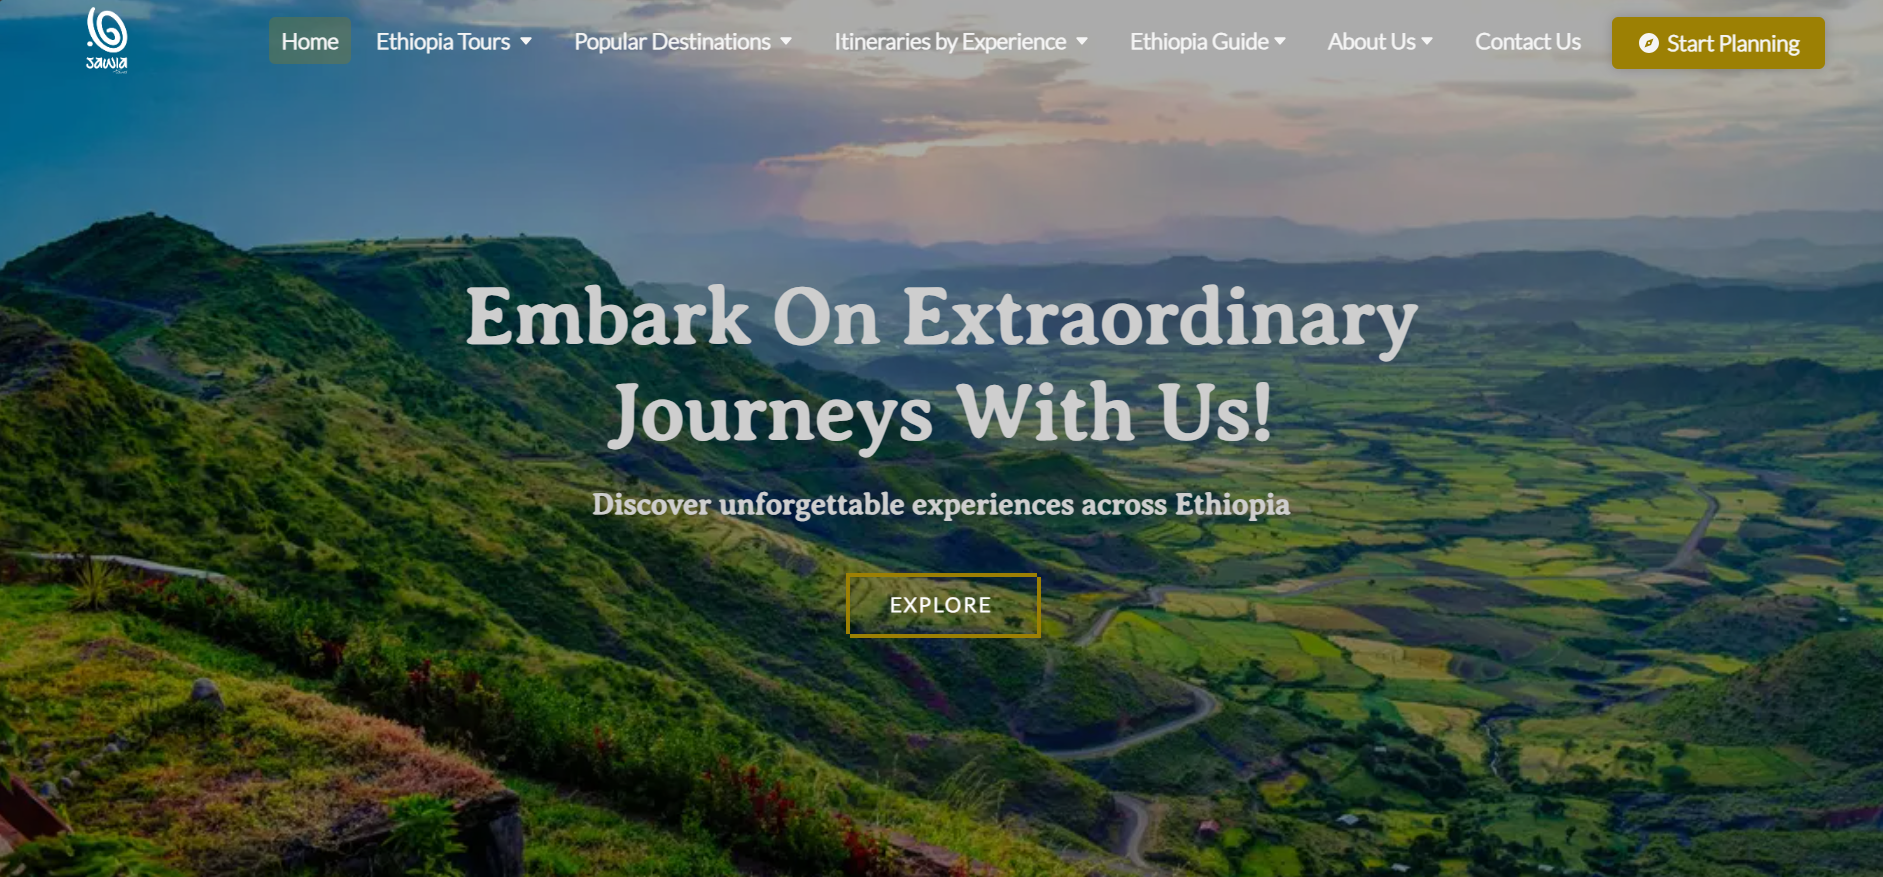 Home
Ethiopia Tours
Popular Destinations
Itineraries by Experience
Ethiopia Guide
About Us
Contact Us
Start Planning
sawla
Embark On Extraordinary
Journeys With Us!
Discover unforgettable experiences across Ethiopia
EXPLORE